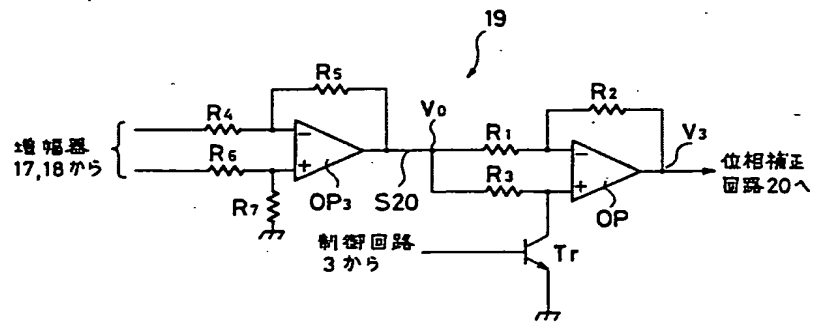 19
R5
R2
V0
V3
R4
R1
増幅器
17,18から
位相補正
回路20へ
R6
R3
R7
OP3
S20
OP
制御回路
3から
Tr